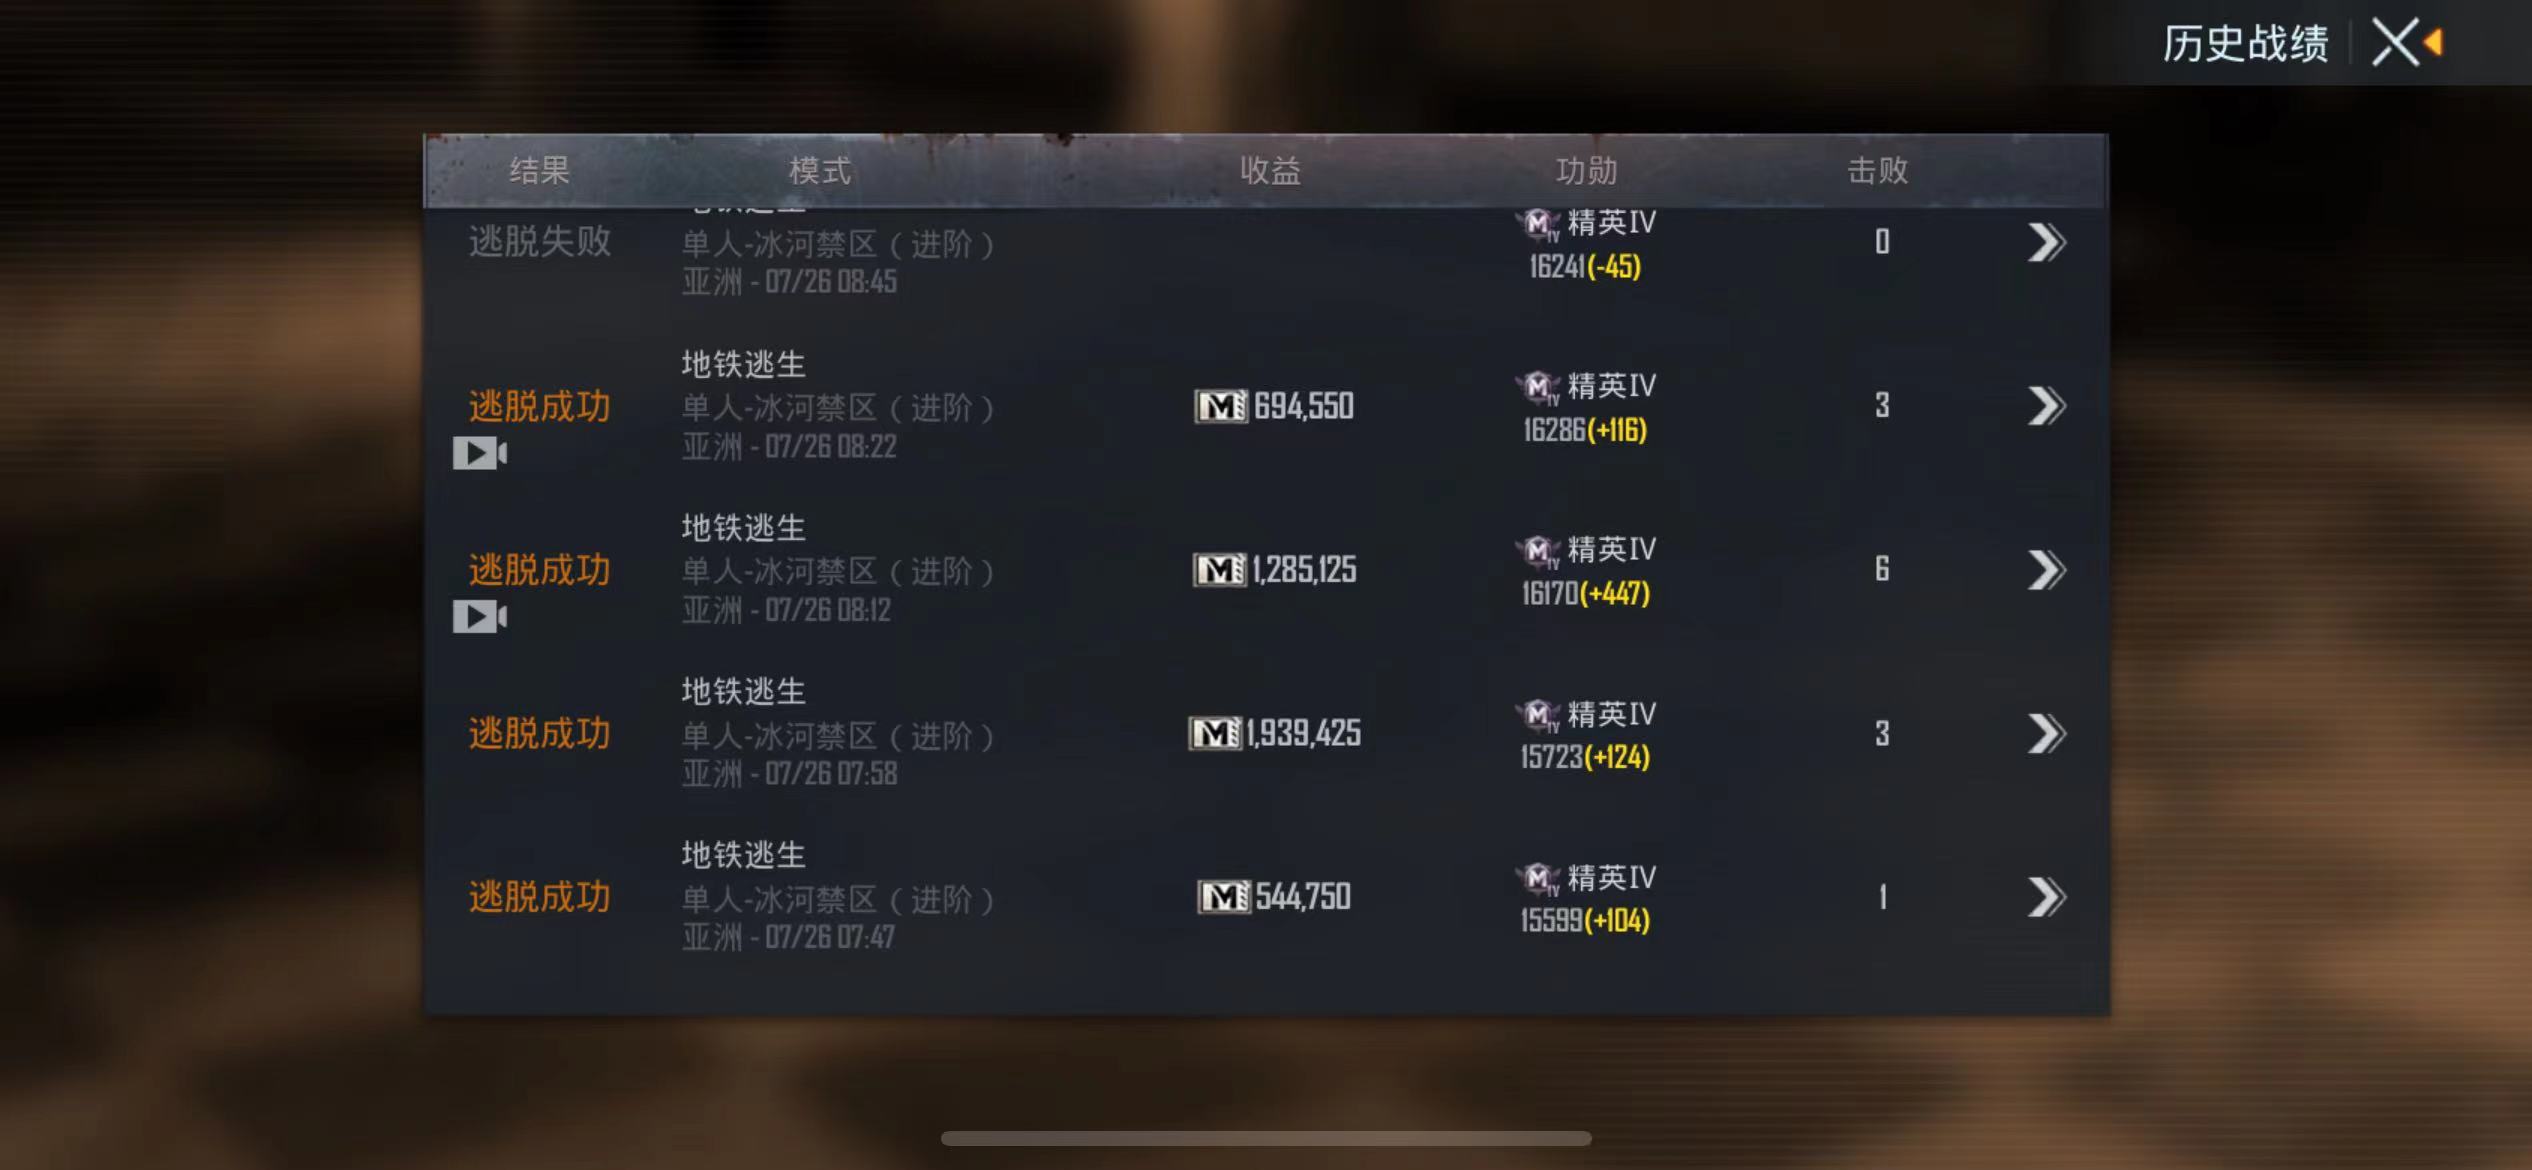 历史战绩
结果 模式 收益 功勋 击败
逃脱失败
单人-冰河禁区（进阶）
亚洲 - 07/26 08:45
精英IV
16241(-45)
0
逃脱成功
地铁逃生
单人-冰河禁区（进阶）
亚洲 - 07/26 08:22
694,550
精英IV
16286(+116)
3
逃脱成功
地铁逃生
单人-冰河禁区（进阶）
亚洲 - 07/26 08:12
1,285,125
精英IV
16170(+447)
6
逃脱成功
地铁逃生
单人-冰河禁区（进阶）
亚洲 - 07/26 07:58
1,939,425
精英IV
15723(+124)
3
逃脱成功
地铁逃生
单人-冰河禁区（进阶）
亚洲 - 07/26 07:47
544,750
精英IV
15599(+104)
1